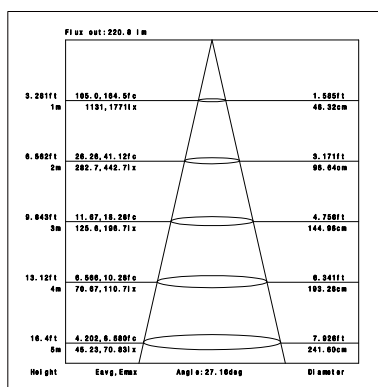 Flux out:
3.281ft 105.0,164.5fc 1.585ft
1m 1131,1771lx 48.32cm
6.562ft 26.26,41.12fc 3.171ft
2m 282.7,442.7lx 96.64cm
9.843ft 11.67,18.28fc 4.756ft
3m 125.6,196.7lx 144.96cm
13.12ft 6.566,10.28fc 6.341ft
4m 70.67,110.7lx 193.28cm
16.4ft 4.202,6.580fc 7.926ft
5m 45.23,70.83lx 241.60cm
Height Eavg,Emax Angle:27.16deg Diameter